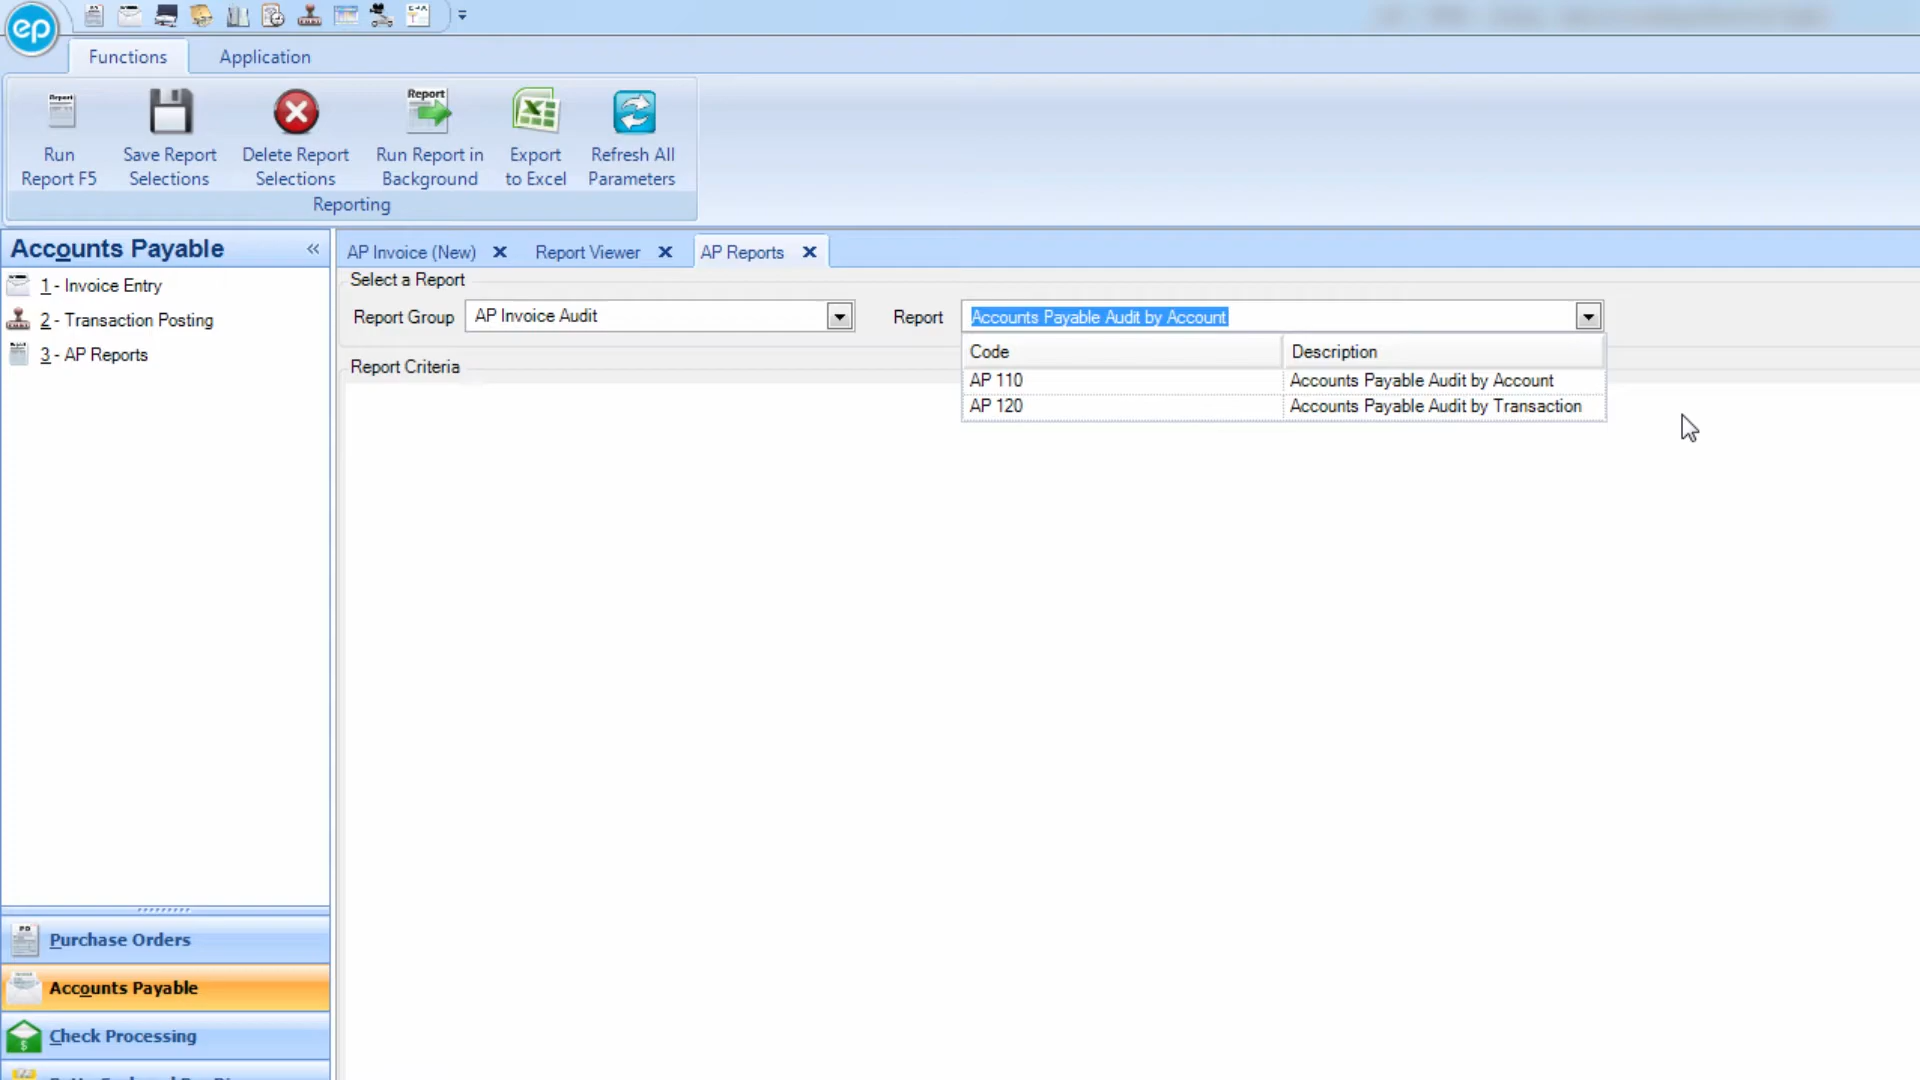 ep
Functions
Application
Report
Report
Run
Report F5
Save Report
Selections
Delete Report
Selections
Run Report in
Background
Export
to Excel
Refresh All
Parameters
Reporting
Accounts Payable
«
1 - Invoice Entry
2 - Transaction Posting
3 - AP Reports
AP Invoice (New)
Report Viewer
AP Reports
Select a Report
Report Group
AP Invoice Audit
Report
Accounts Payable Audit by Account
Code
Description
AP 110
Accounts Payable Audit by Account
AP 120
Accounts Payable Audit by Transaction
Report Criteria
Purchase Orders
Accounts Payable
Check Processing